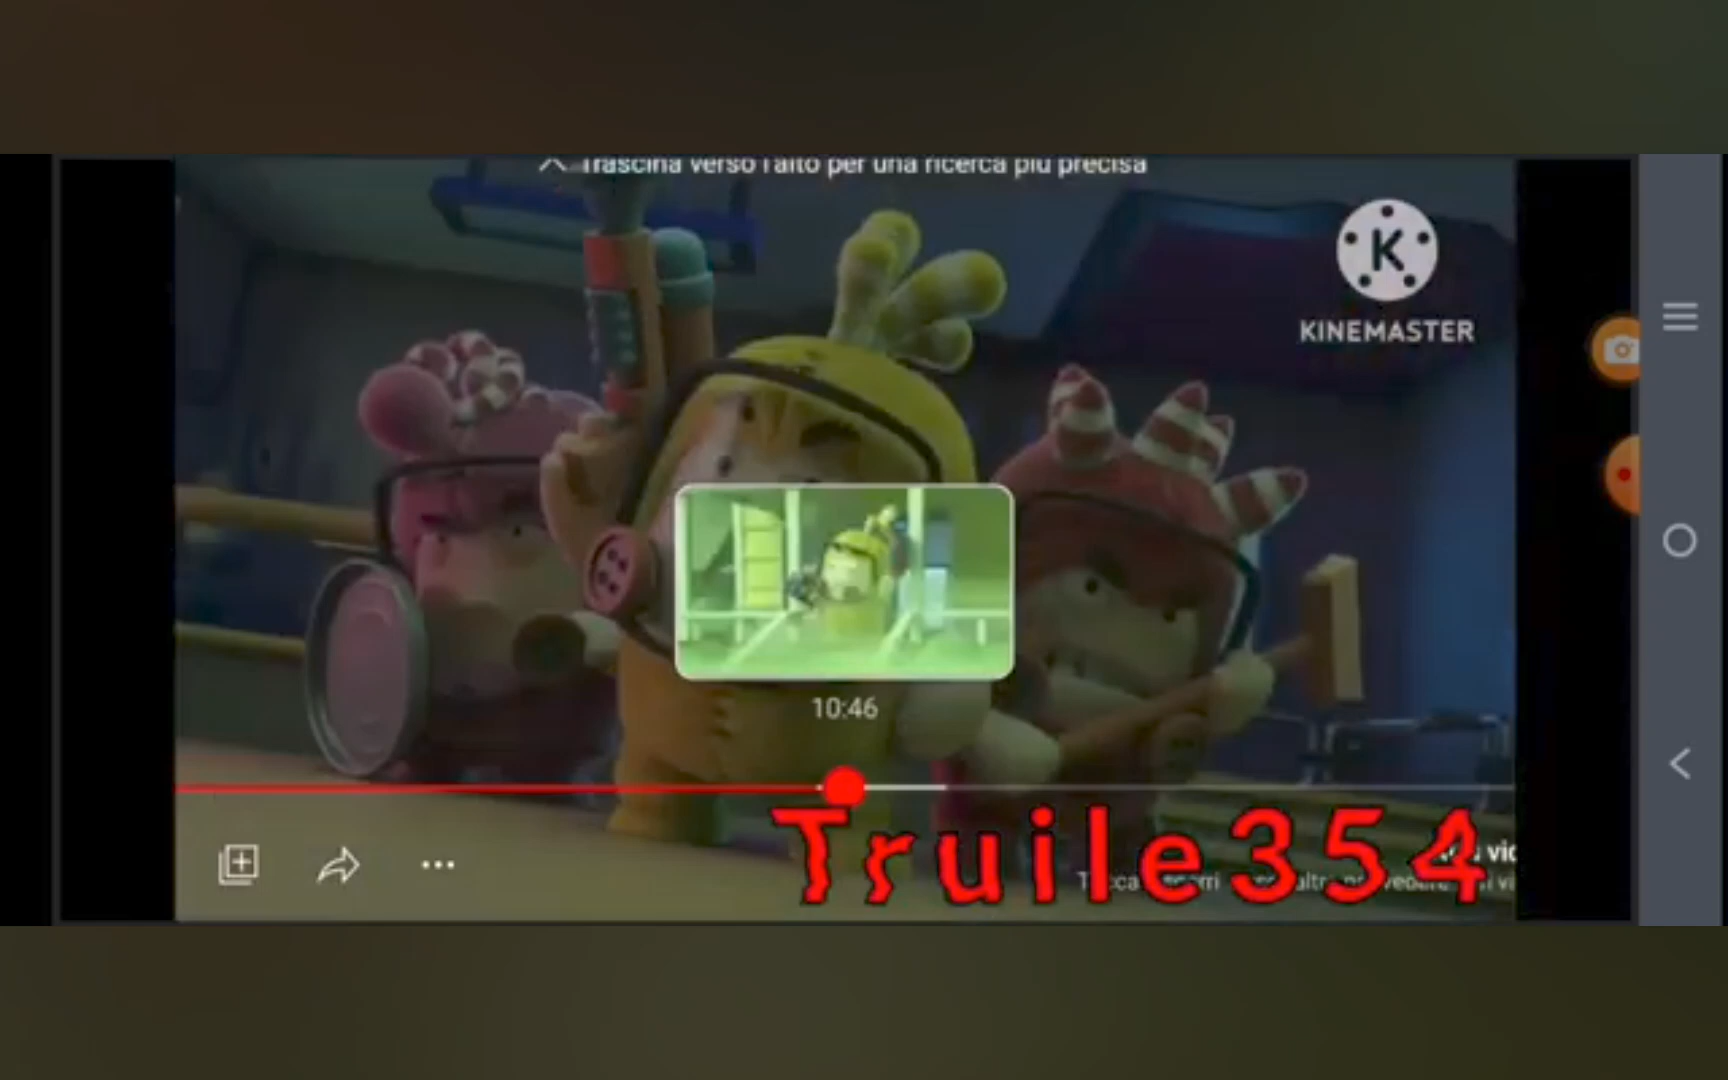 Trascina verso l'alto per una ricerca più precisa
K
KINEMASTER
10:46
Truile354